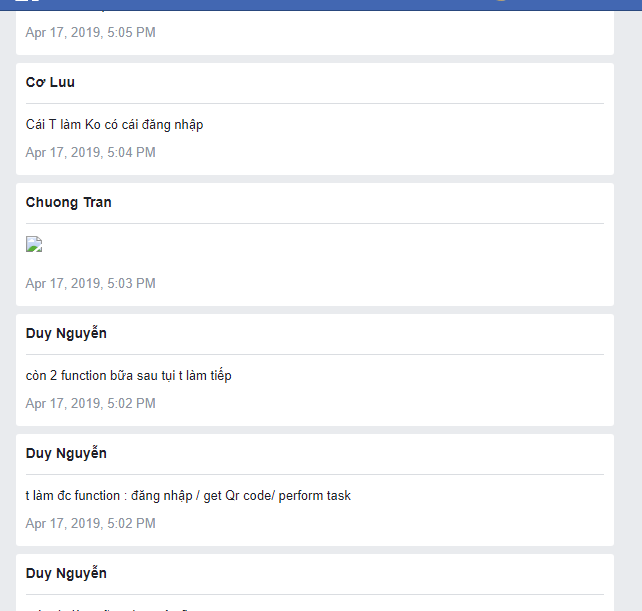 Apr 17, 2019, 5:05 PM
Cơ Luu
Cái T làm Ko có cái đăng nhập
Apr 17, 2019, 5:04 PM
Chuong Tran
Apr 17, 2019, 5:03 PM
Duy Nguyễn
còn 2 function bữa sau tụi t làm tiếp
Apr 17, 2019, 5:02 PM
Duy Nguyễn
t làm đc function : đăng nhập / get Qr code/ perform task
Apr 17, 2019, 5:02 PM
Duy Nguyễn